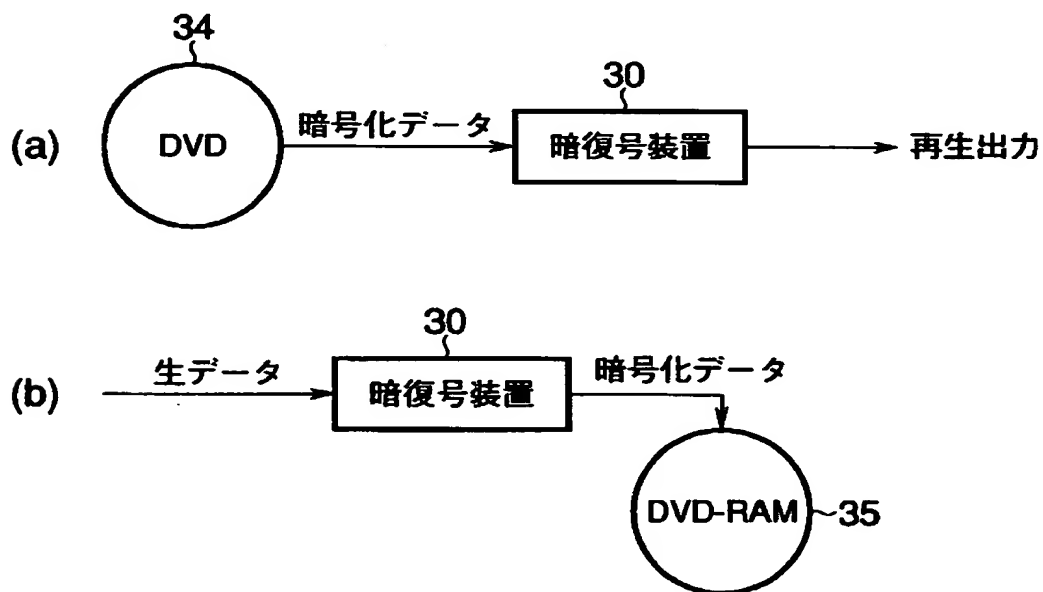 34
30
(a)
DVD
暗号化データ
暗復号装置
再生出力
30
(b)
生データ
暗復号装置
暗号化データ
DVD-RAM
35